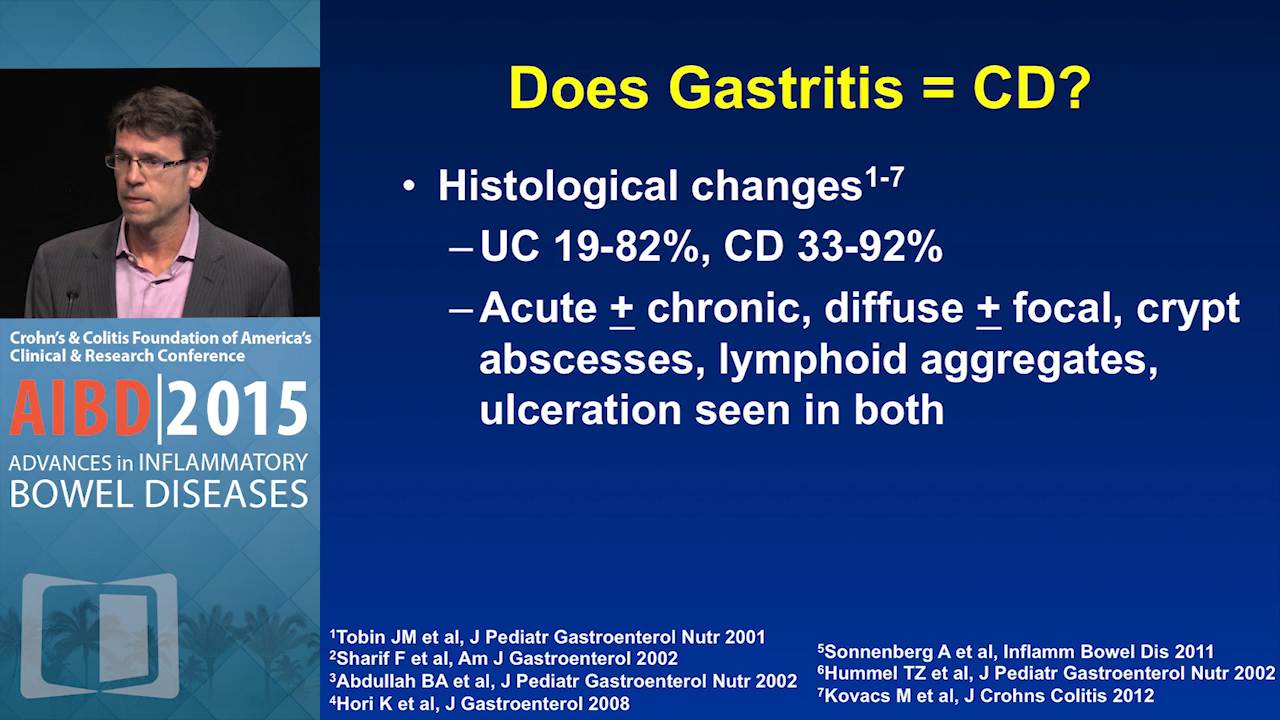 Does Gastritis = CD?
• Histological changes1-7
– UC 19-82%, CD 33-92%
– Acute + chronic, diffuse + focal, crypt
abscesses, lymphoid aggregates,
ulceration seen in both
Crohn's & Colitis Foundation of America's
Clinical & Research Conference
AIBD|2015
ADVANCES in INFLAMMATORY
BOWEL DISEASES
1Tobin JM et al, J Pediatr Gastroenterol Nutr 2001
2Sharif F et al, Am J Gastroenterol 2002
3Abdullah BA et al, J Pediatr Gastroenterol Nutr 2002
4Hori K et al, J Gastroenterol 2008
5Sonnenberg A et al, Inflamm Bowel Dis 2011
6Hummel TZ et al, J Pediatr Gastroenterol Nutr 2002
7Kovacs M et al, J Crohns Colitis 2012